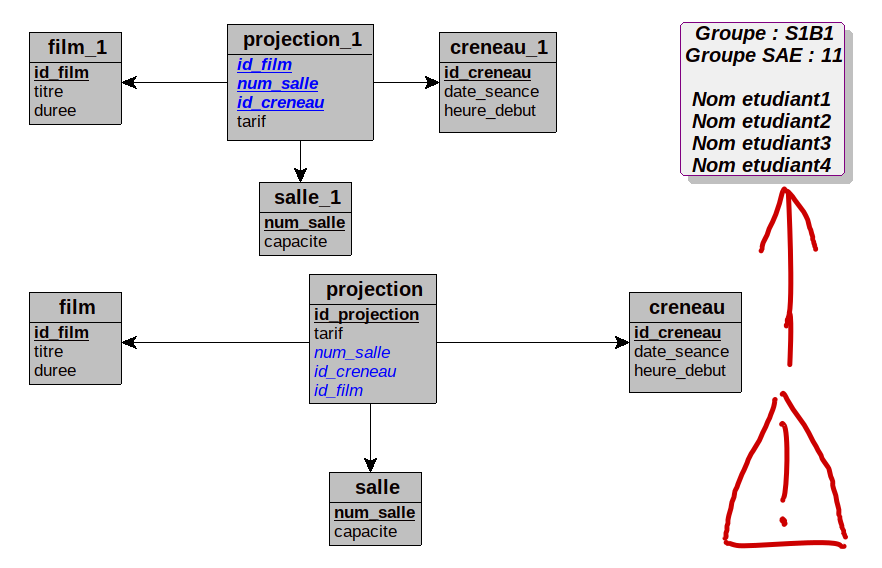 film_1
id_film
titre
duree
projection_1
id_film
num_salle
id_creneau
tarif
creneau_1
id_creneau
date_seance
heure_debut
Groupe : S1B1
Groupe SAE : 11
Nom etudiant1
Nom etudiant2
Nom etudiant3
Nom etudiant4
salle_1
num_salle
capacite
film
id_film
titre
duree
projection
id_projection
tarif
num_salle
id_creneau
id_film
creneau
id_creneau
date_seance
heure_debut
salle
num_salle
capacite
!